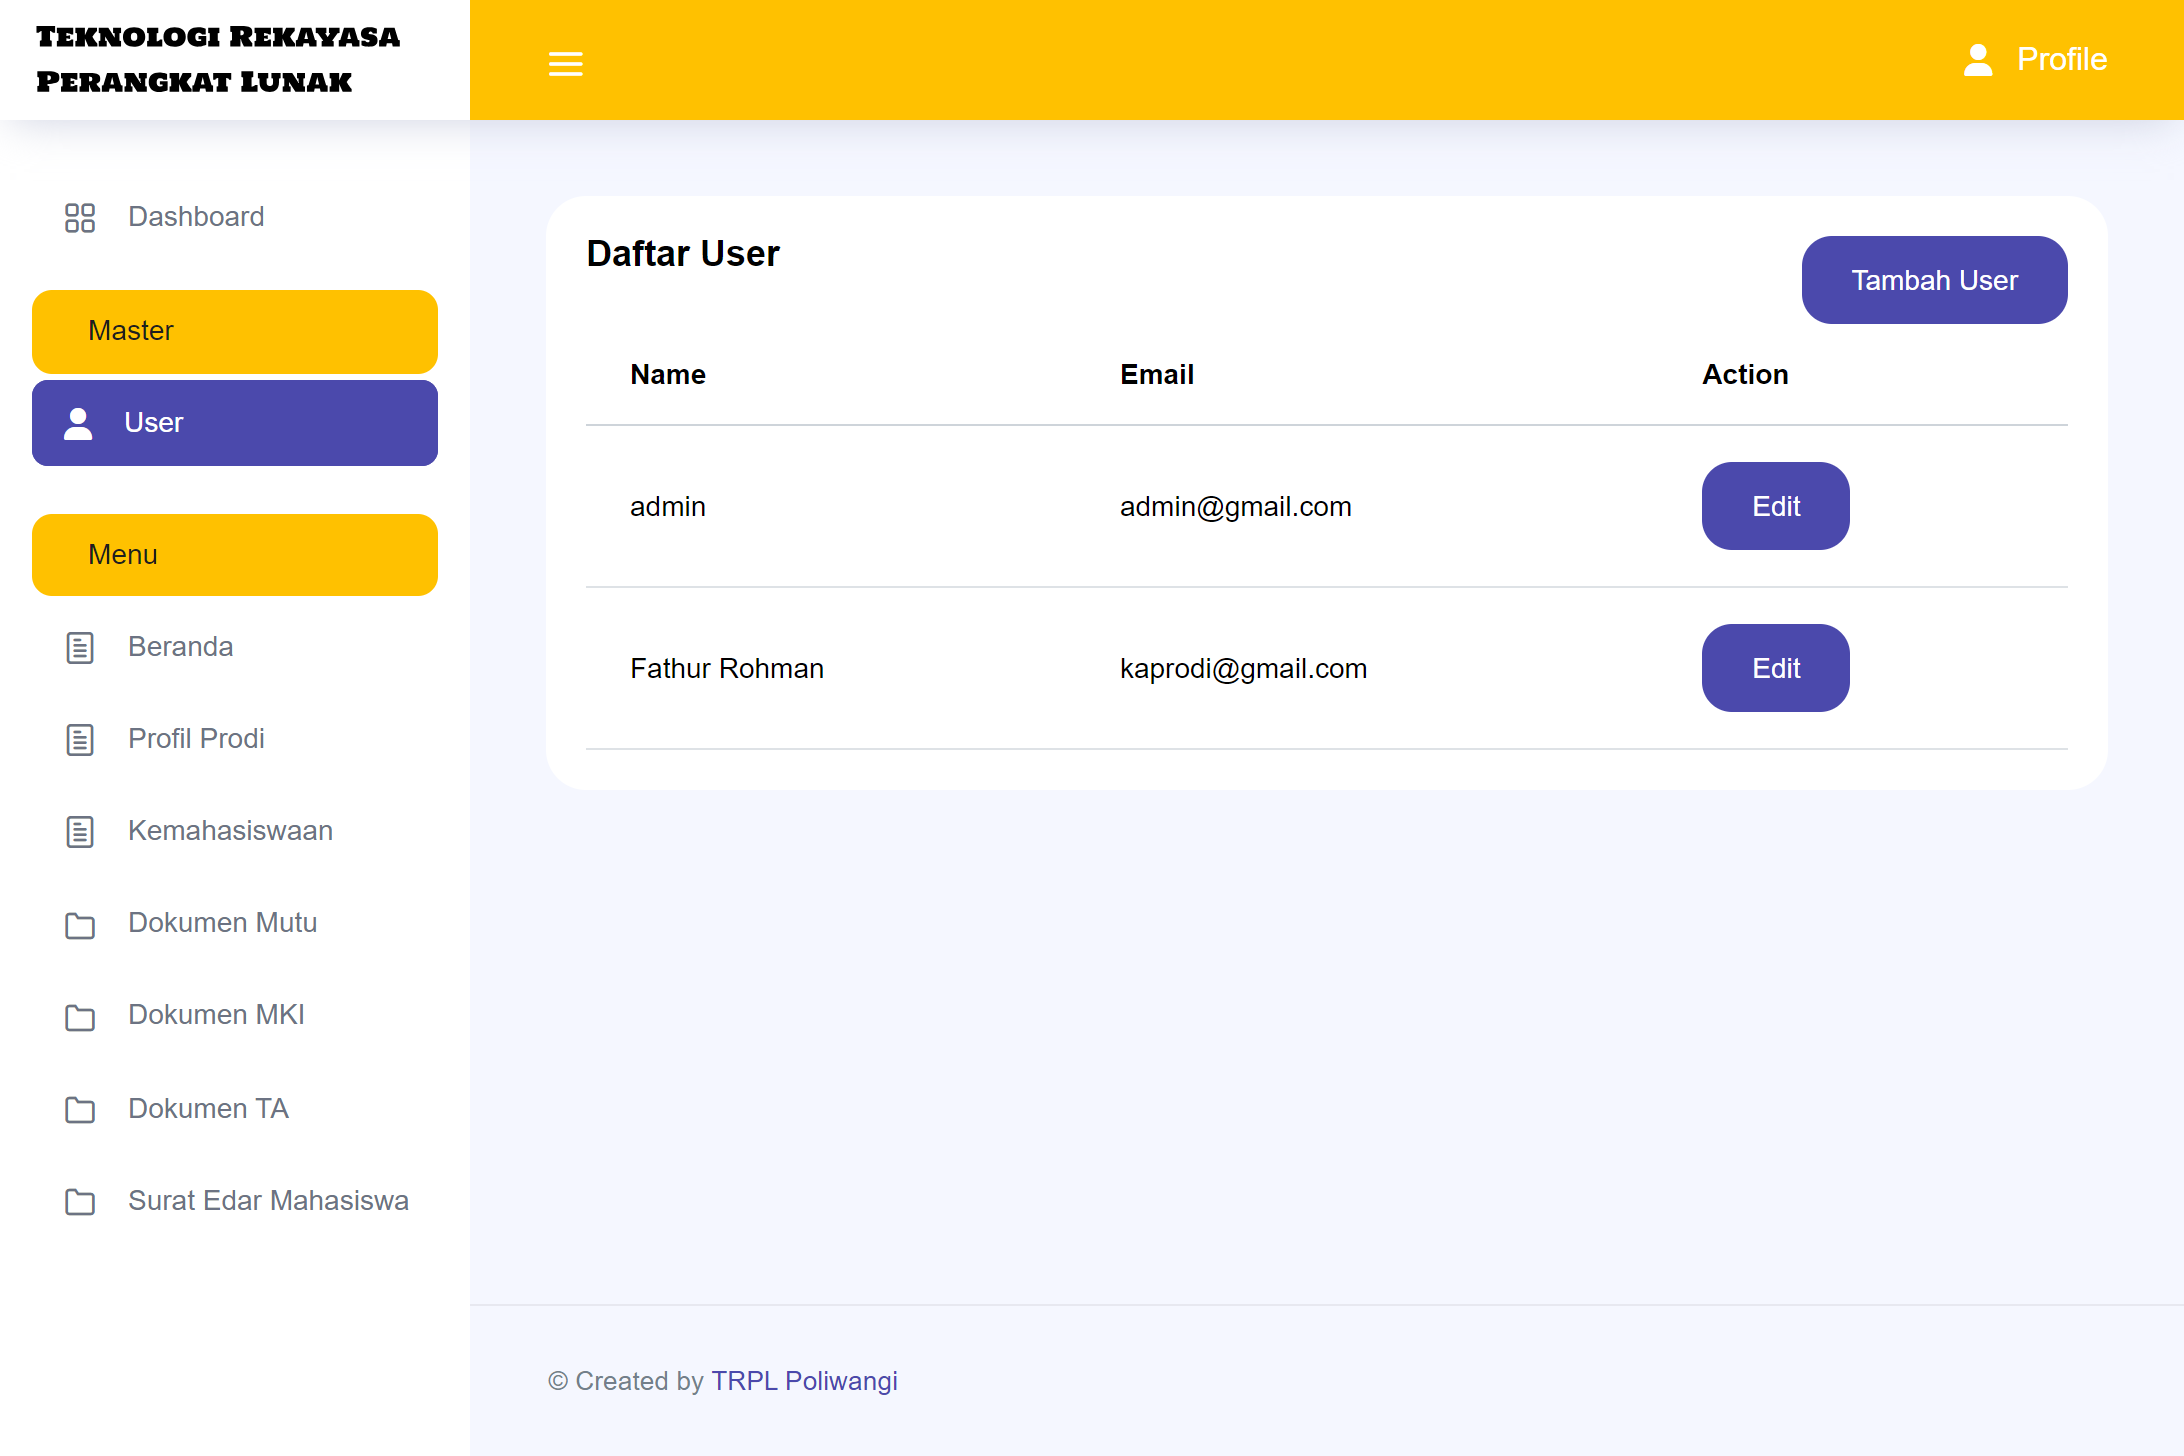 Teknologi Rekayasa
Perangkat Lunak
Profile
Dashboard
Master
User
Menu
Beranda
Profil Prodi
Kemahasiswaan
Dokumen Mutu
Dokumen MKI
Dokumen TA
Surat Edar Mahasiswa
Daftar User
Tambah User
Name Email Action
admin admin@gmail.com Edit
Fathur Rohman kaprodi@gmail.com Edit
© Created by TRPL Poliwangi